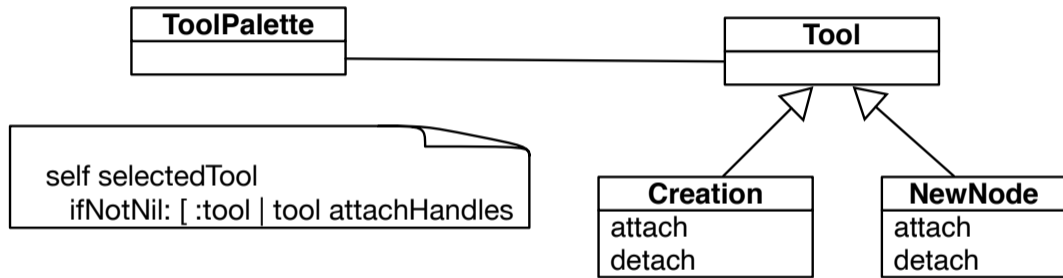 ToolPalette
Tool
self selectedTool
ifNotNil: [ :tool | tool attachHandles
Creation
attach
detach
NewNode
attach
detach